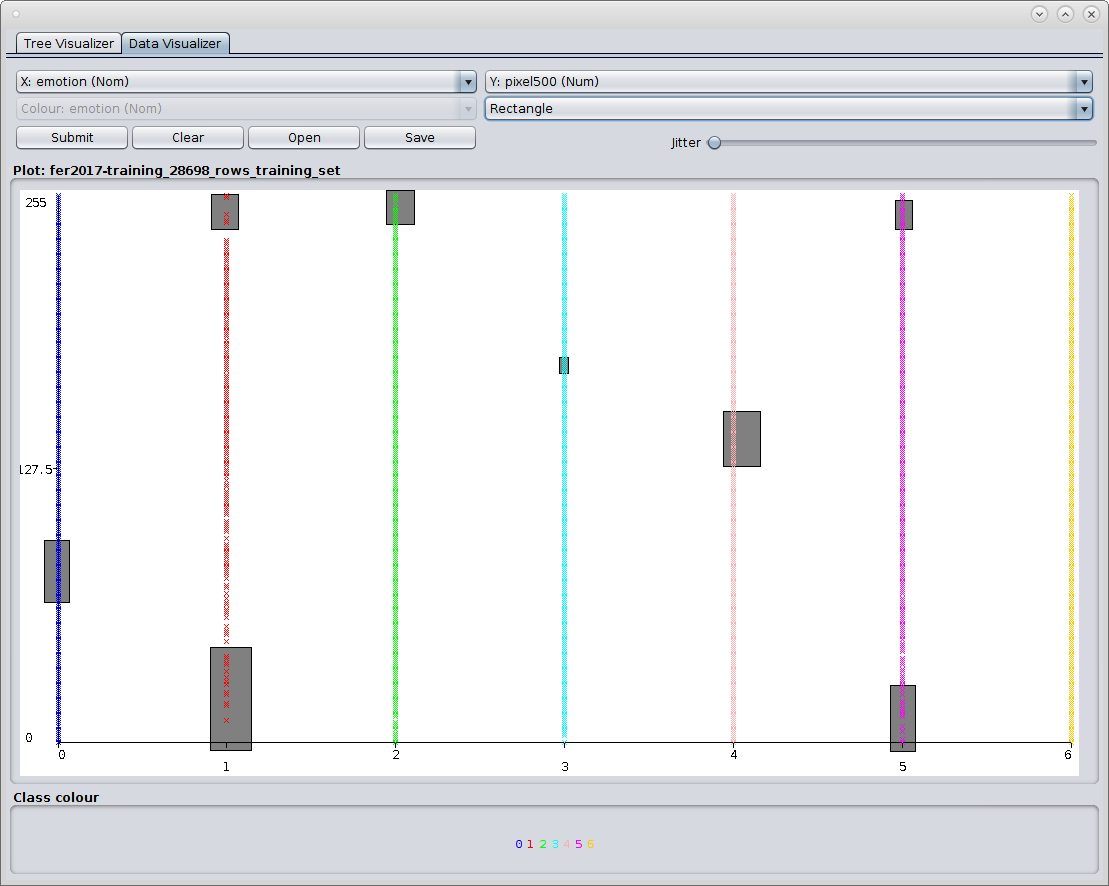 Tree Visualizer Data Visualizer
X: emotion (Nom) Y: pixel500 (Num)
Colour: emotion (Nom) Rectangle
Submit Clear Open Save Jitter
Plot: fer2017-training_28698_rows_training_set
255
127.5
0
0 1 2 3 4 5 6
Class colour
0 1 2 3 4 5 6